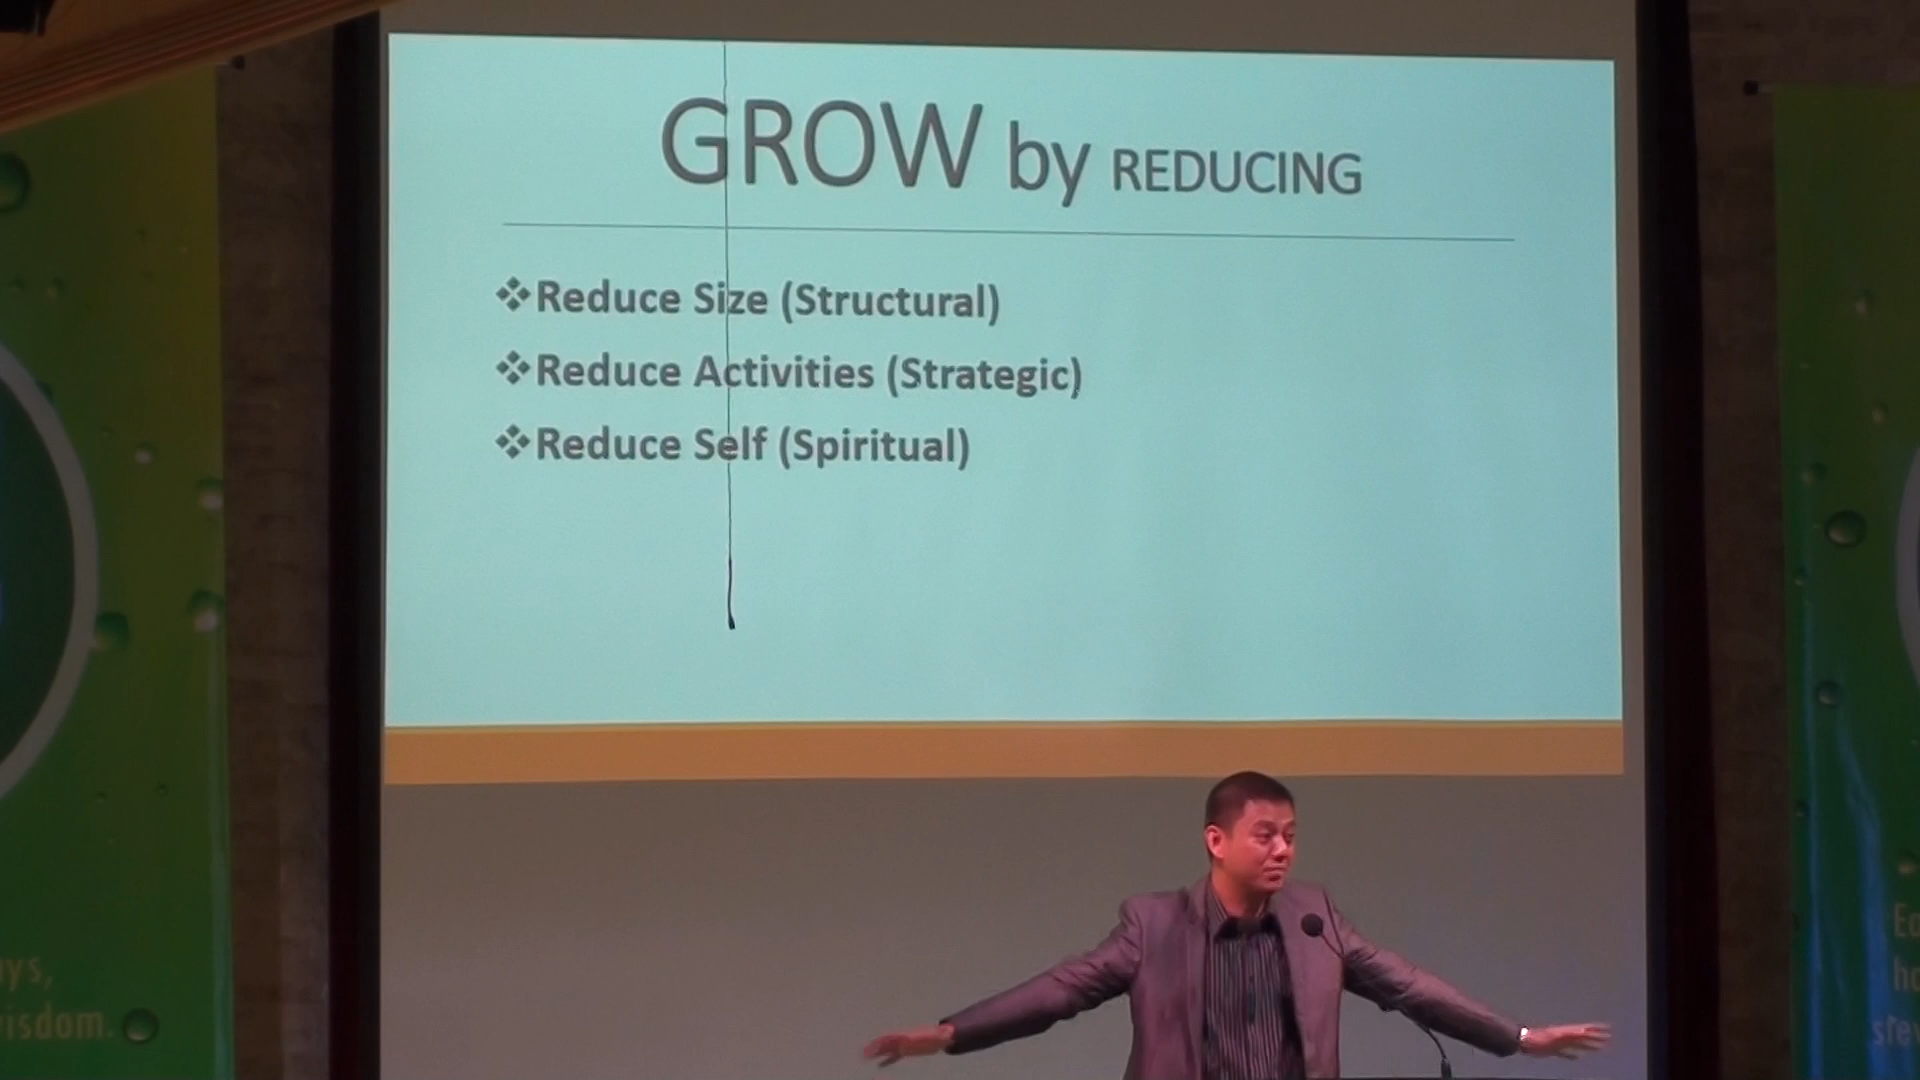 GROW by REDUCING
❖Reduce Size (Structural)
❖Reduce Activities (Strategic)
❖Reduce Self (Spiritual)